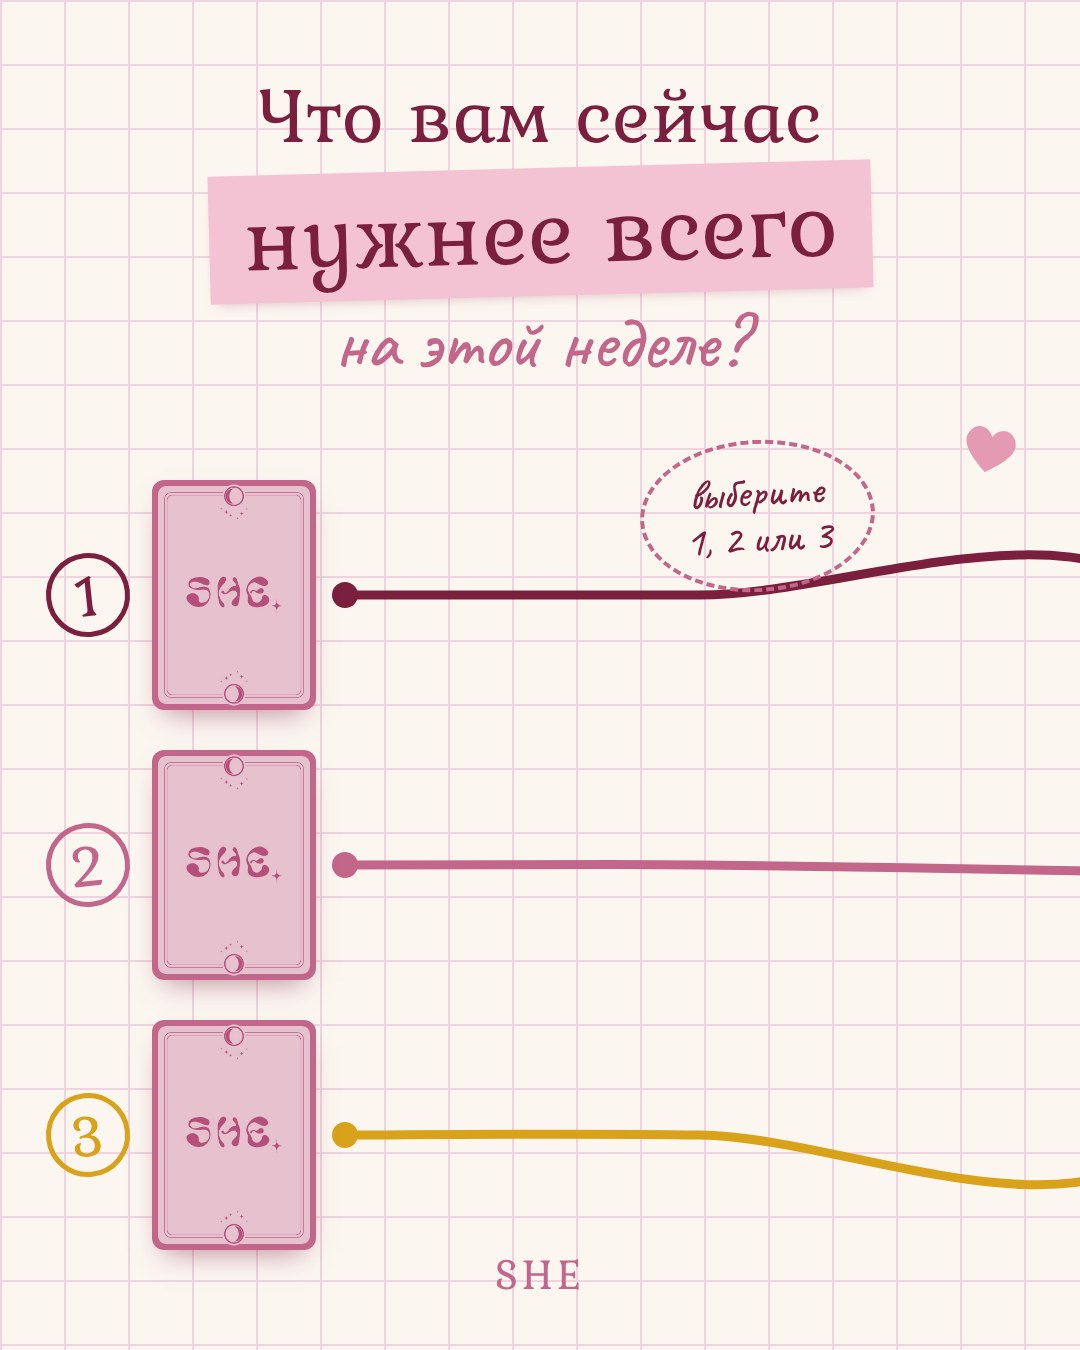 Что вам сейчас
нужнее всего
на этой неделе?
выберите
1, 2 или 3
1
SHE
2
SHE
3
SHE
SHE